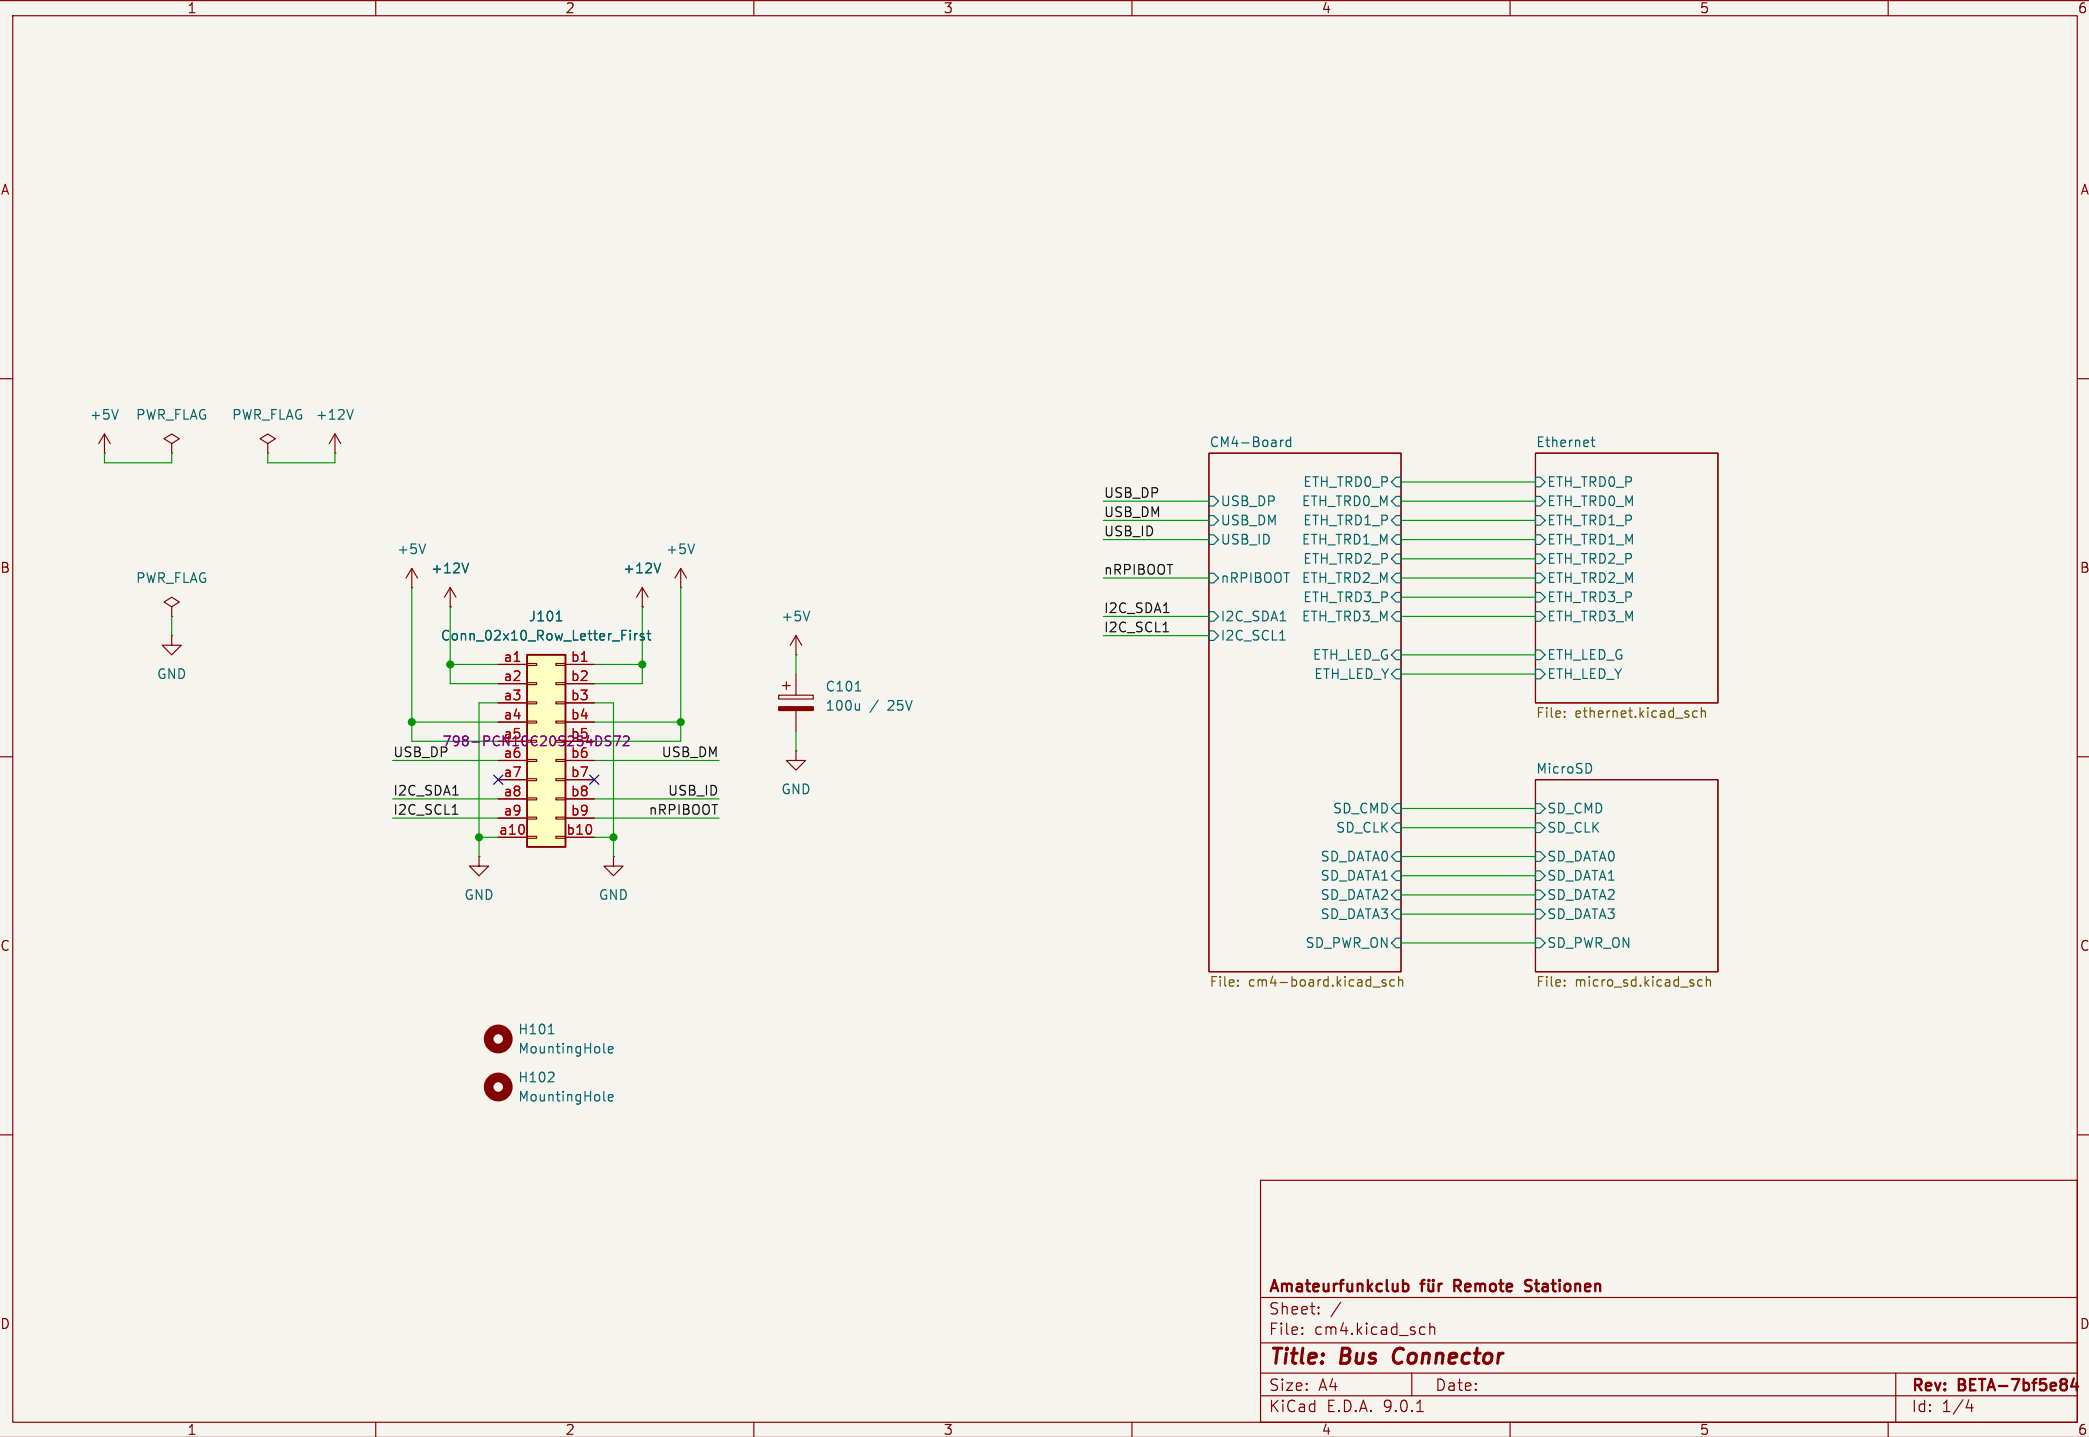 1 2 3 4 5 6
A A
B B
C C
D D
+5V PWR_FLAG PWR_FLAG +12V
PWR_FLAG
GND
+5V +5V
+12V +12V
J101
Conn_02x10_Row_Letter_First
a1 b1
a2 b2
a3 b3
a4 b4
a5 b5
798-PCN10C20S254DS72
USB_DP a6 b6 USB_DM
a7 b7
I2C_SDA1 a8 b8 USB_ID
I2C_SCL1 a9 b9 nRPIBOOT
a10 b10
GND GND
+5V
+
C101
100u / 25V
GND
H101
MountingHole
H102
MountingHole
CM4-Board
USB_DP
USB_DM
USB_ID
nRPIBOOT
I2C_SDA1
I2C_SCL1
USB_DP
USB_DM
USB_ID
nRPIBOOT
I2C_SDA1
I2C_SCL1
ETH_TRD0_P
ETH_TRD0_M
ETH_TRD1_P
ETH_TRD1_M
ETH_TRD2_P
ETH_TRD2_M
ETH_TRD3_P
ETH_TRD3_M
ETH_LED_G
ETH_LED_Y
SD_CMD
SD_CLK
SD_DATA0
SD_DATA1
SD_DATA2
SD_DATA3
SD_PWR_ON
File: cm4-board.kicad_sch
Ethernet
ETH_TRD0_P
ETH_TRD0_M
ETH_TRD1_P
ETH_TRD1_M
ETH_TRD2_P
ETH_TRD2_M
ETH_TRD3_P
ETH_TRD3_M
ETH_LED_G
ETH_LED_Y
File: ethernet.kicad_sch
MicroSD
SD_CMD
SD_CLK
SD_DATA0
SD_DATA1
SD_DATA2
SD_DATA3
SD_PWR_ON
File: micro_sd.kicad_sch
Amateurfunkclub für Remote Stationen
Sheet: /
File: cm4.kicad_sch
Title: Bus Connector
Size: A4 Date: Rev: BETA-7bf5e84
KiCad E.D.A. 9.0.1 Id: 1/4
1 2 3 4 5 6